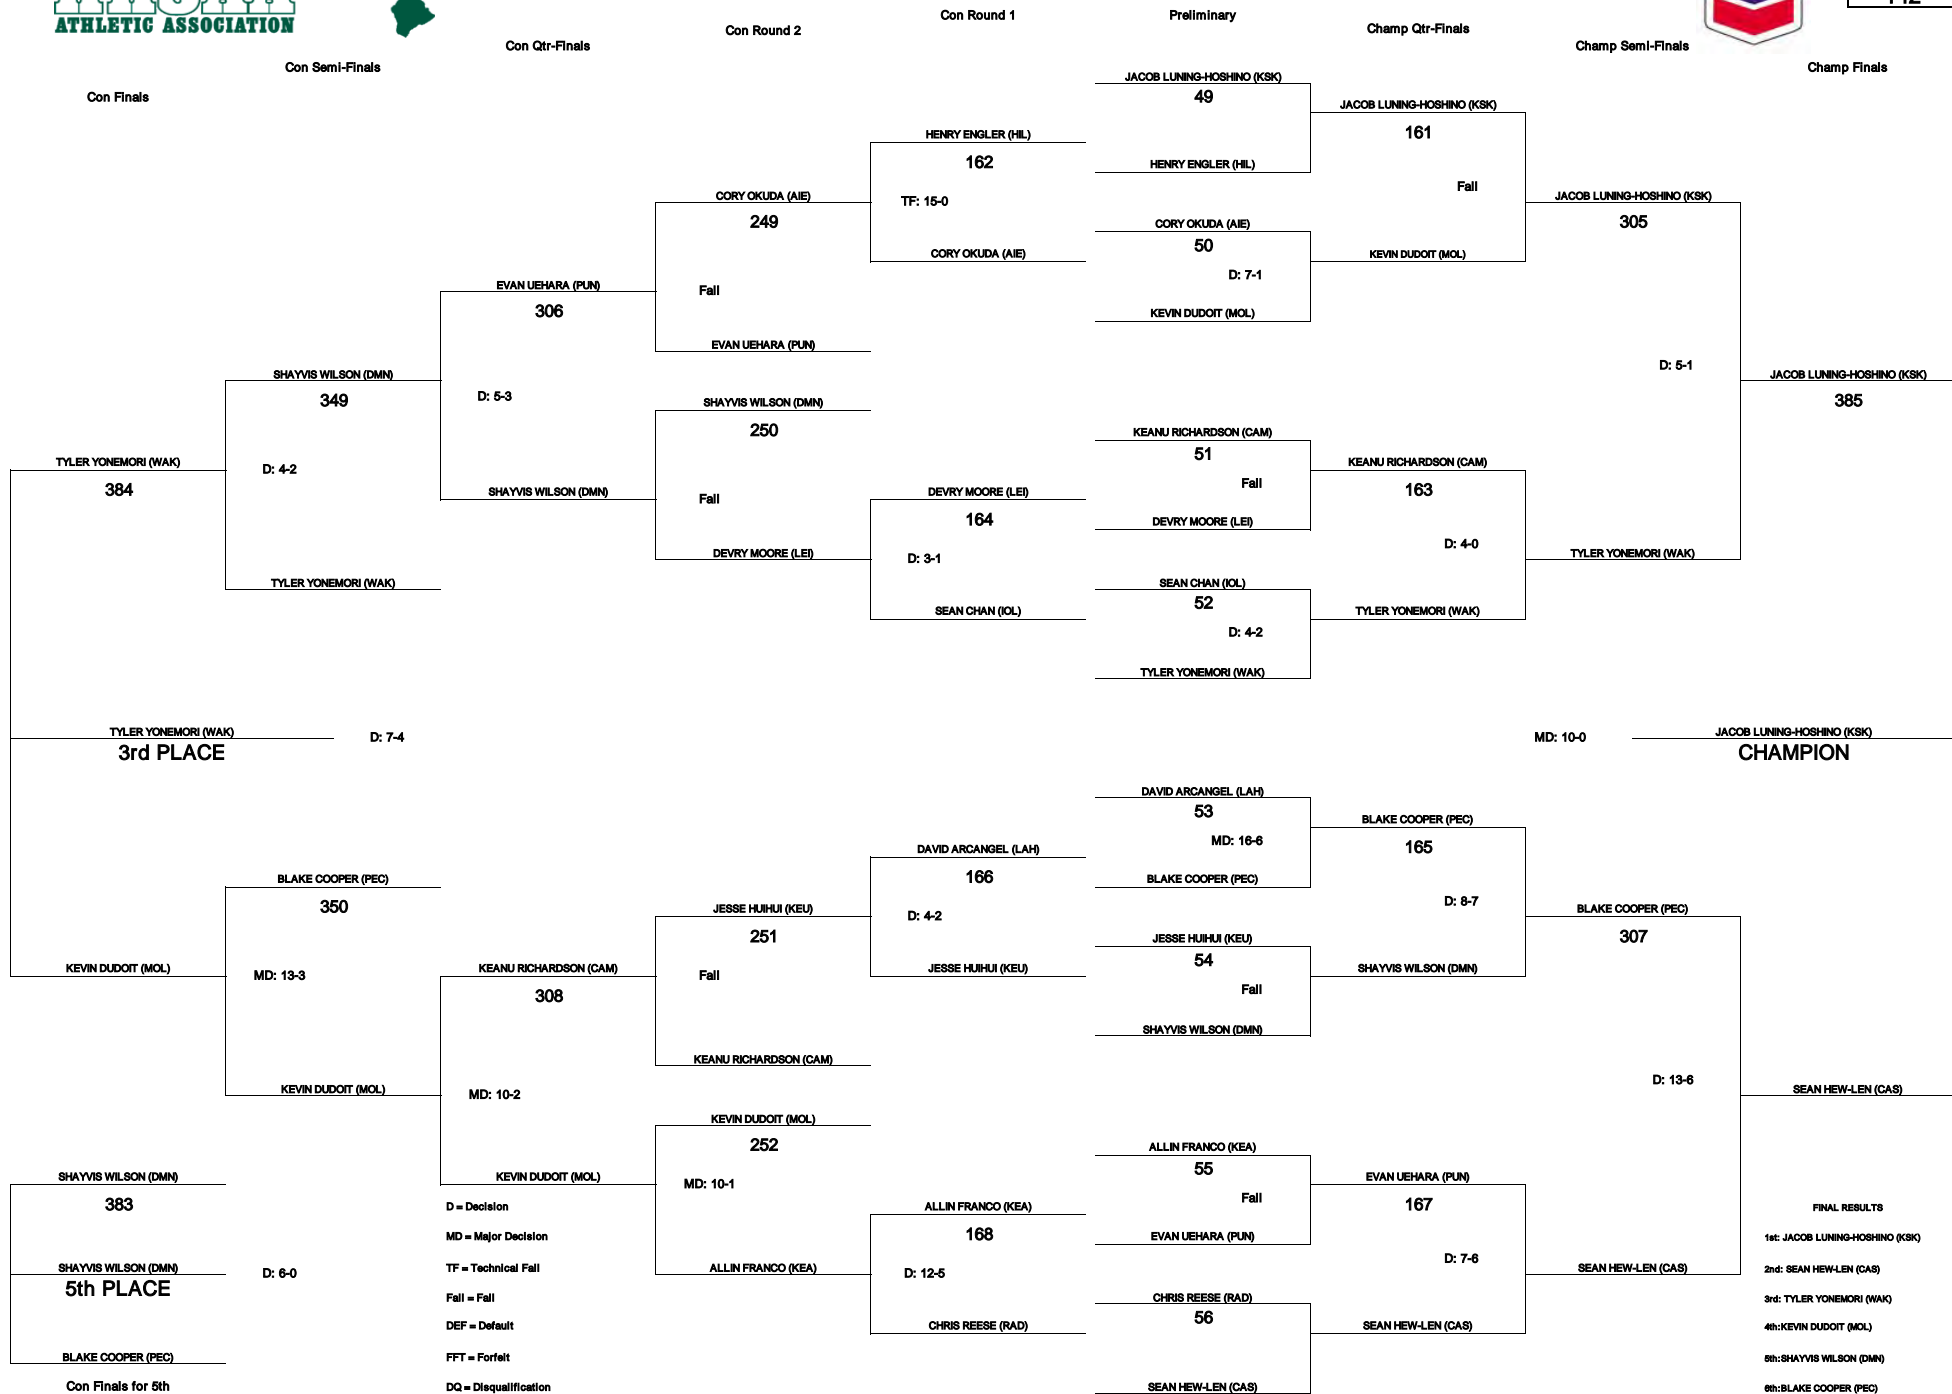 ATHLETIC ASSOCIATION
Con Finals
Con Semi-Finals
Con Qtr-Finals
Con Round 2
Con Round 1
Preliminary
Champ Qtr-Finals
Champ Semi-Finals
Champ Finals
TYLER YONEMORI (WAK)
384
TYLER YONEMORI (WAK)
3rd PLACE
D: 7-4
KEVIN DUDOIT (MOL)
SHAYVIS WILSON (DMN)
383
SHAYVIS WILSON (DMN)
5th PLACE
D: 6-0
BLAKE COOPER (PEC)
Con Finals for 5th
SHAYVIS WILSON (DMN)
349
D: 4-2
TYLER YONEMORI (WAK)
BLAKE COOPER (PEC)
350
MD: 13-3
KEVIN DUDOIT (MOL)
EVAN UEHARA (PUN)
306
D: 5-3
SHAYVIS WILSON (DMN)
KEANU RICHARDSON (CAM)
308
MD: 10-2
KEVIN DUDOIT (MOL)
D = Decision
MD = Major Decision
TF = Technical Fall
Fall = Fall
DEF = Default
FFT = Forfeit
DQ = Disqualification
CORY OKUDA (AIE)
249
Fall
EVAN UEHARA (PUN)
SHAYVIS WILSON (DMN)
250
Fall
DEVRY MOORE (LEI)
JESSE HUIHUI (KEU)
251
Fall
KEANU RICHARDSON (CAM)
KEVIN DUDOIT (MOL)
252
MD: 10-1
ALLIN FRANCO (KEA)
HENRY ENGLER (HIL)
162
TF: 15-0
CORY OKUDA (AIE)
DEVRY MOORE (LEI)
164
D: 3-1
SEAN CHAN (IOL)
DAVID ARCANGEL (LAH)
166
D: 4-2
JESSE HUIHUI (KEU)
ALLIN FRANCO (KEA)
168
D: 12-5
CHRIS REESE (RAD)
JACOB LUNING-HOSHINO (KSK)
49
HENRY ENGLER (HIL)
CORY OKUDA (AIE)
50
D: 7-1
KEVIN DUDOIT (MOL)
KEANU RICHARDSON (CAM)
51
Fall
DEVRY MOORE (LEI)
SEAN CHAN (IOL)
52
D: 4-2
TYLER YONEMORI (WAK)
DAVID ARCANGEL (LAH)
53
MD: 16-6
BLAKE COOPER (PEC)
JESSE HUIHUI (KEU)
54
Fall
SHAYVIS WILSON (DMN)
ALLIN FRANCO (KEA)
55
Fall
EVAN UEHARA (PUN)
CHRIS REESE (RAD)
56
SEAN HEW-LEN (CAS)
JACOB LUNING-HOSHINO (KSK)
161
Fall
KEVIN DUDOIT (MOL)
KEANU RICHARDSON (CAM)
163
D: 4-0
TYLER YONEMORI (WAK)
BLAKE COOPER (PEC)
165
D: 8-7
SHAYVIS WILSON (DMN)
EVAN UEHARA (PUN)
167
D: 7-6
SEAN HEW-LEN (CAS)
JACOB LUNING-HOSHINO (KSK)
305
D: 5-1
TYLER YONEMORI (WAK)
BLAKE COOPER (PEC)
307
D: 13-6
SEAN HEW-LEN (CAS)
JACOB LUNING-HOSHINO (KSK)
385
MD: 10-0
JACOB LUNING-HOSHINO (KSK)
CHAMPION
SEAN HEW-LEN (CAS)
FINAL RESULTS
1st: JACOB LUNING-HOSHINO (KSK)
2nd: SEAN HEW-LEN (CAS)
3rd: TYLER YONEMORI (WAK)
4th:KEVIN DUDOIT (MOL)
5th:SHAYVIS WILSON (DMN)
6th:BLAKE COOPER (PEC)